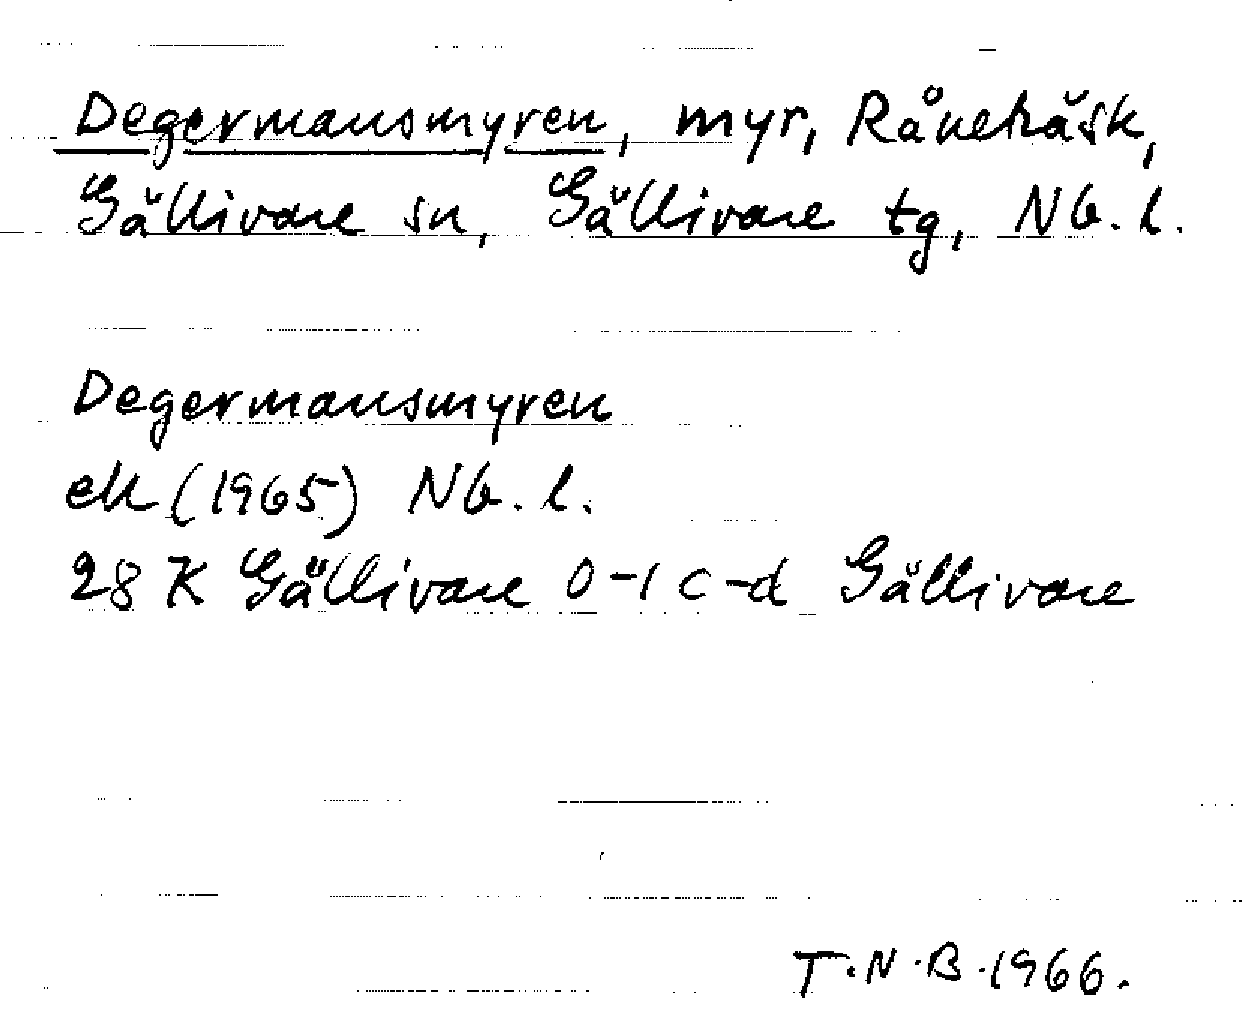 Degermansmyren, myr, Råneträsk,
Gällivare sn, Gällivare tg, Nb. l.
Degermansmyren
ek (1965) Nb. l.
28 K Gällivare 0-1 c-d Gällivare
T.N.B. 1966.